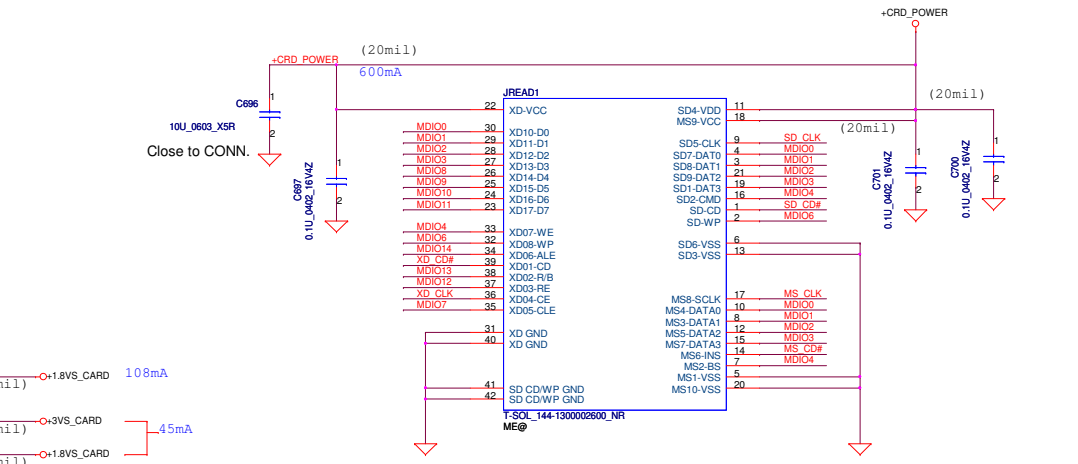 +CRD_POWER
(20mil)
+CRD_POWER
600mA
C696
1
10U_0603_X5R
2
Close to CONN.
C697
0.1U_0402_16V4Z
1
2
JREAD1
22 XD-VCC
MDIO0 30 XD10-D0
MDIO1 29 XD11-D1
MDIO2 28 XD12-D2
MDIO3 27 XD13-D3
MDIO8 26 XD14-D4
MDIO9 25 XD15-D5
MDIO10 24 XD16-D6
MDIO11 23 XD17-D7
MDIO4 33 XD07-WE
MDIO6 32 XD08-WP
MDIO14 34 XD06-ALE
XD_CD# 39 XD01-CD
MDIO13 38 XD02-R/B
MDIO12 37 XD03-RE
XD_CLK 36 XD04-CE
MDIO7 35 XD05-CLE
31 XD GND
40 XD GND
41 SD CD/WP GND
42 SD CD/WP GND
SD4-VDD 11
MS9-VCC 18
SD5-CLK 9 SD_CLK
SD7-DAT0 4 MDIO0
SD8-DAT1 3 MDIO1
SD9-DAT2 21 MDIO2
SD1-DAT3 19 MDIO3
SD2-CMD 16 MDIO4
SD-CD 1 SD_CD#
SD-WP 2 MDIO6
SD6-VSS 6
SD3-VSS 13
MS8-SCLK 17 MS_CLK
MS4-DATA0 10 MDIO0
MS3-DATA1 8 MDIO1
MS5-DATA2 12 MDIO2
MS7-DATA3 15 MDIO3
MS6-INS 14 MS_CD#
MS2-BS 7 MDIO4
MS1-VSS 5
MS10-VSS 20
T-SOL_144-1300002600_NR
ME@
(20mil)
(20mil)
C701
0.1U_0402_16V4Z
1
2
C700
0.1U_0402_16V4Z
1
2
+1.8VS_CARD 108mA
mil)
+3VS_CARD
mil)
45mA
+1.8VS_CARD
mil)